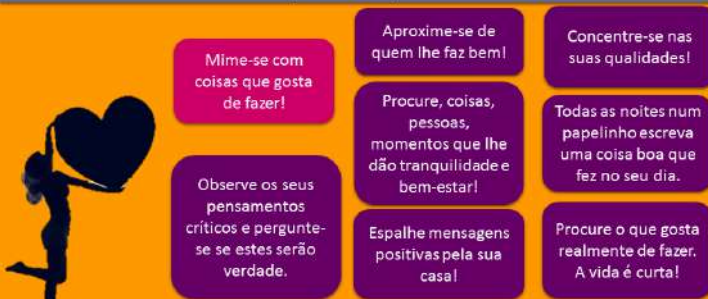 Mime-se com
coisas que gosta
de fazer!
Observe os seus
pensamentos
críticos e pergunte-
se se estes serão
verdade.
Aproxime-se de
quem lhe faz bem!
Procure, coisas,
pessoas,
momentos que lhe
dão tranquilidade e
bem-estar!
Espalhe mensagens
positivas pela sua
casa!
Concentre-se nas
suas qualidades!
Todas as noites num
papelinho escreva
uma coisa boa que
fez no seu dia.
Procure o que gosta
realmente de fazer.
A vida é curta!